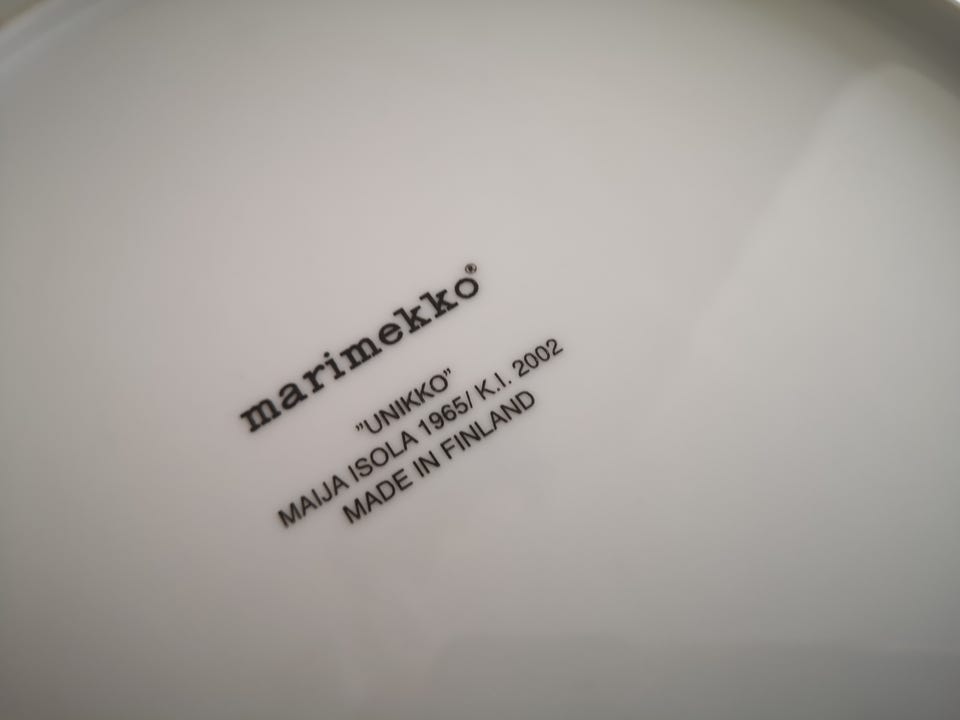 marimekko®
”UNIKKO”
MAIJA ISOLA 1965/ K.I. 2002
MADE IN FINLAND